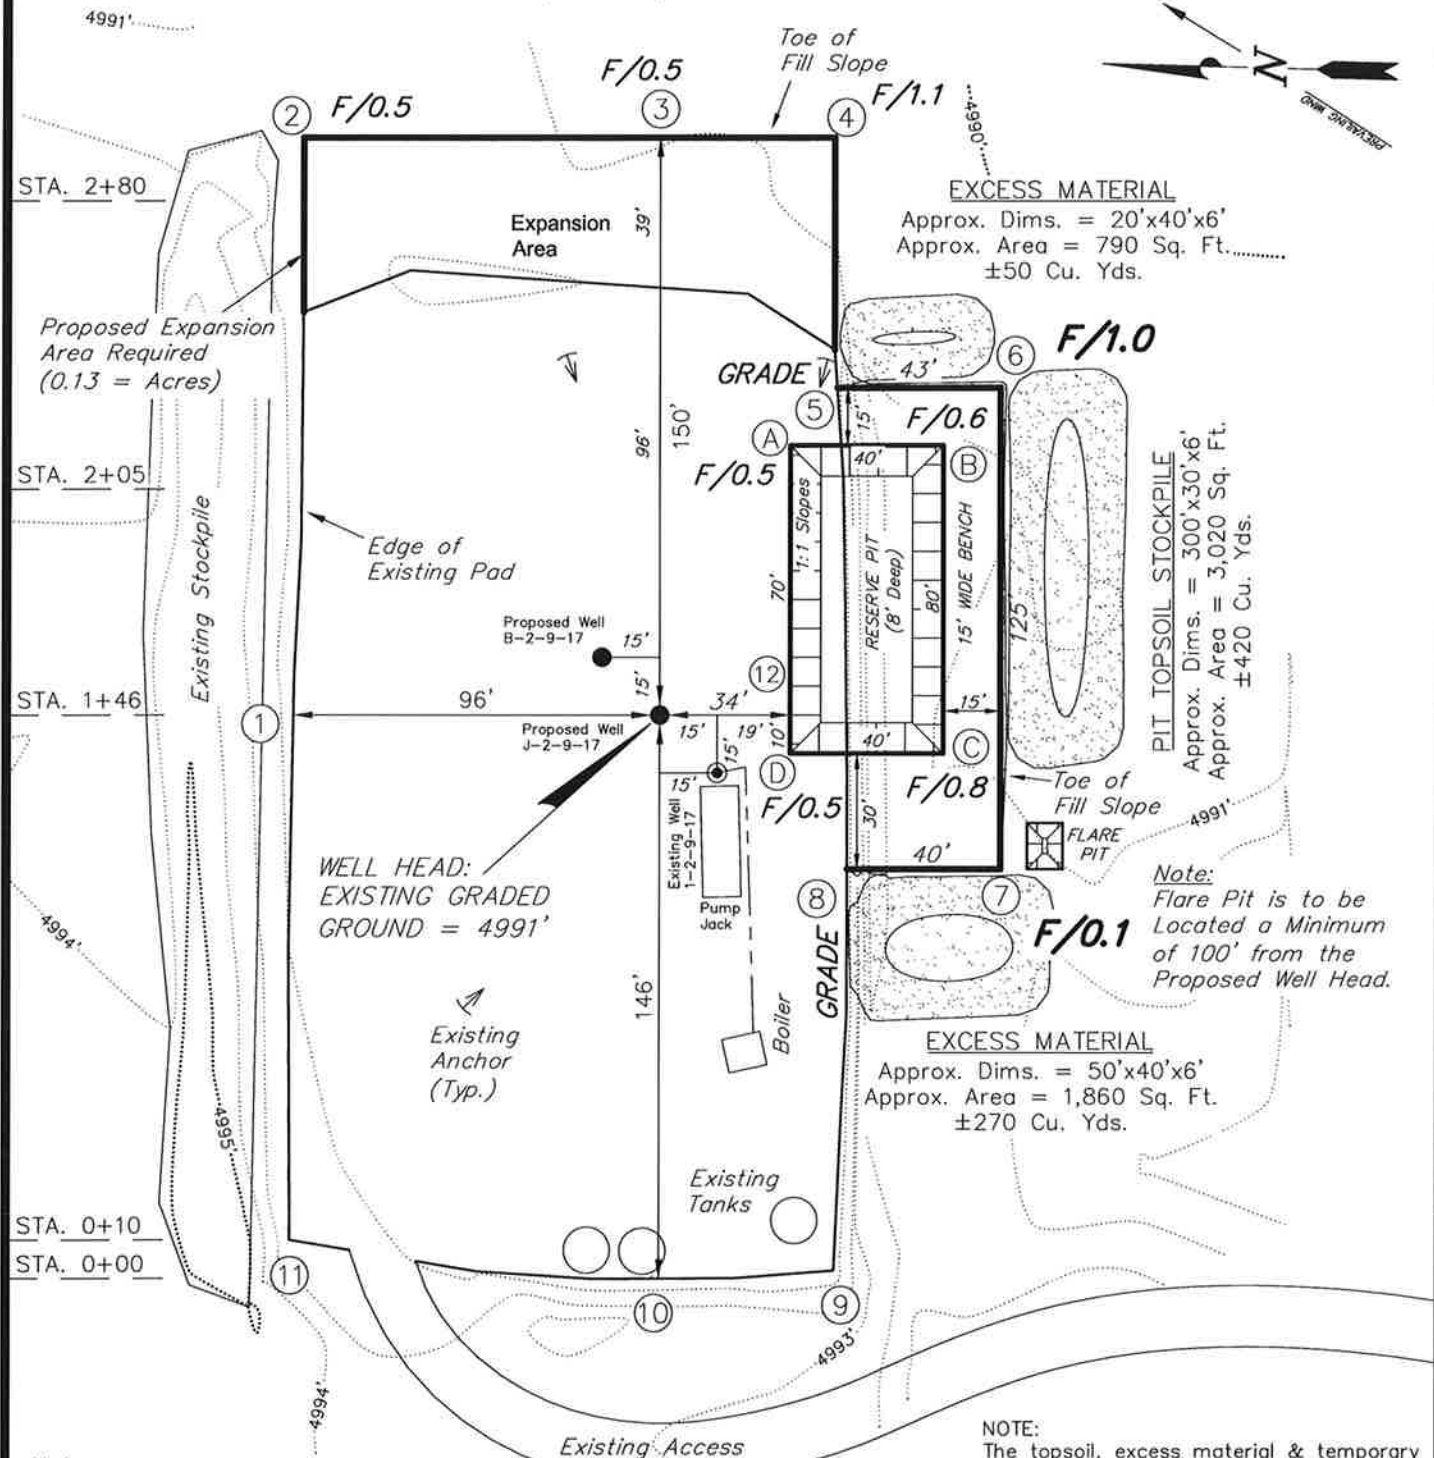 4991'
Toe of
Fill Slope
F/0.5
3
F/1.1
2
F/0.5
4
4990'
N
PREVAILING WIND
STA. 2+80
EXCESS MATERIAL
Approx. Dims. = 20'x40'x6'
Approx. Area = 790 Sq. Ft.
±50 Cu. Yds.
Expansion
Area
39'
Proposed Expansion
Area Required
(0.13 = Acres)
GRADE
43'
6
F/1.0
5
15'
F/0.6
150'
96'
A
40'
B
F/0.5
STA. 2+05
Existing Stockpile
Edge of
Existing Pad
1:1 Slopes
70'
RESERVE PIT
(8' Deep)
80'
15' WIDE BENCH
125'
PIT TOPSOIL STOCKPILE
Approx. Dims. = 300'x30'x6'
Approx. Area = 3,020 Sq. Ft.
±420 Cu. Yds.
Proposed Well
B-2-9-17
15'
12
STA. 1+46
1
96'
15'
34'
15'
Proposed Well
J-2-9-17
15'
19'
10'
15'
40'
C
D
15'
F/0.5
F/0.8
Toe of
Fill Slope
Existing Well
1-2-9-17
30'
4991'
FLARE
PIT
WELL HEAD:
EXISTING GRADED
GROUND = 4991'
Pump
Jack
8
40'
7
Note:
Flare Pit is to be
Located a Minimum
of 100' from the
Proposed Well Head.
4994'
F/0.1
GRADE
146'
Existing
Anchor
(Typ.)
Boiler
EXCESS MATERIAL
Approx. Dims. = 50'x40'x6'
Approx. Area = 1,860 Sq. Ft.
±270 Cu. Yds.
4995'
Existing
Tanks
STA. 0+10
STA. 0+00
11
10
9
4993'
4994'
Existing Access
NOTE:
The topsoil, excess material & temporary